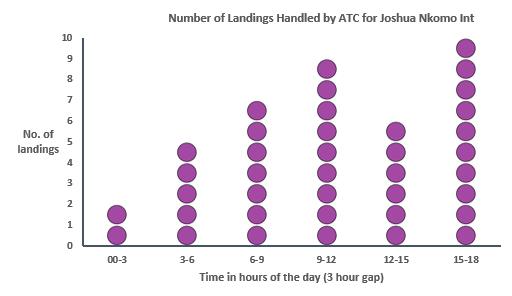 Number of Landings Handled by ATC for Joshua Nkomo Int
10
9
8
7
6
5
4
3
2
1
0
No. of
landings
00-3 3-6 6-9 9-12 12-15 15-18
Time in hours of the day (3 hour gap)